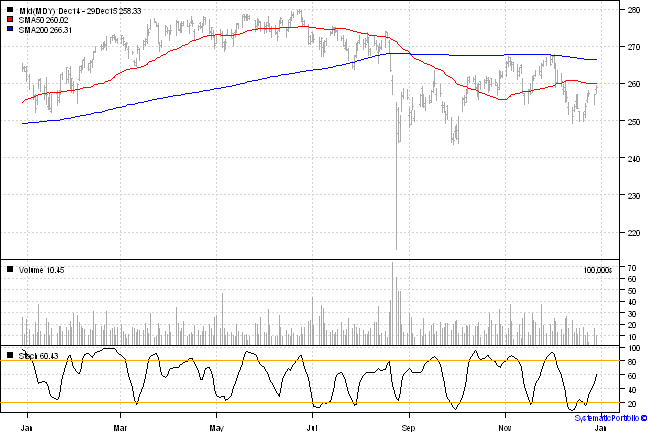 Mid(MDY) Dec14 - 29Dec15 258.33
SMA50 260.02
SMA200 266.31
280
270
260
250
240
230
220
Volume 10.45
100,000s
70
60
50
40
30
20
10
Stoch 60.43
100
80
60
40
20
Jan Mar May Jul Sep Nov Jan
SystematicPortfolio ©